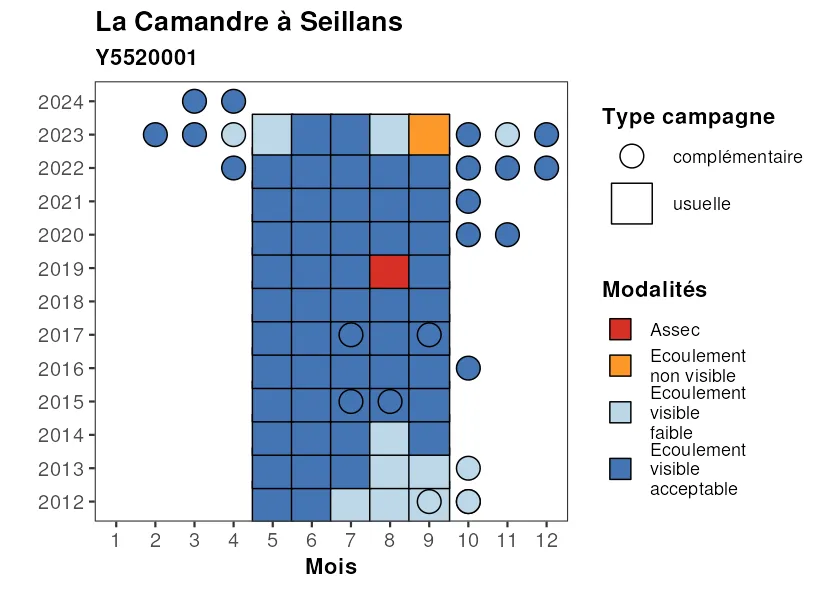 La Camandre à Seillans
Y5520001
2024
2023
2022
2021
2020
2019
2018
2017
2016
2015
2014
2013
2012
1 2 3 4 5 6 7 8 9 10 11 12
Mois
Type campagne
complémentaire
usuelle
Modalités
Assec
Ecoulement
non visible
Ecoulement
visible
faible
Ecoulement
visible
acceptable